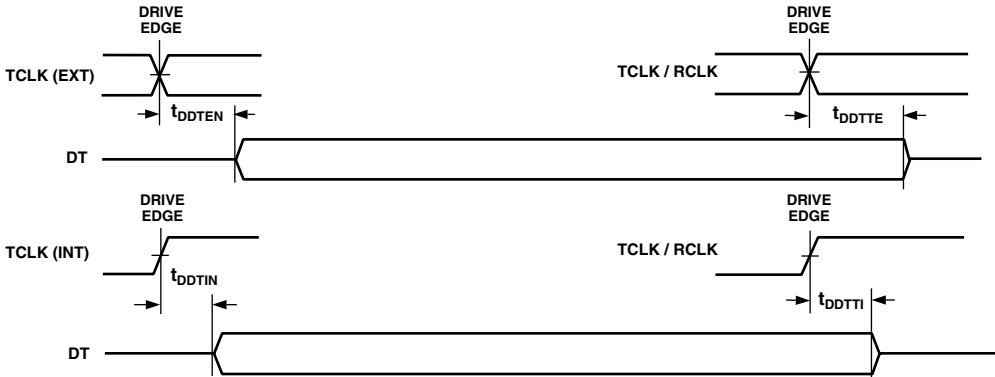 DRIVE
EDGE
DRIVE
EDGE
TCLK (EXT)
TCLK / RCLK
tDDTEN
tDDTTE
DT
DRIVE
EDGE
DRIVE
EDGE
TCLK (INT)
TCLK / RCLK
tDDTIN
tDDTTI
DT